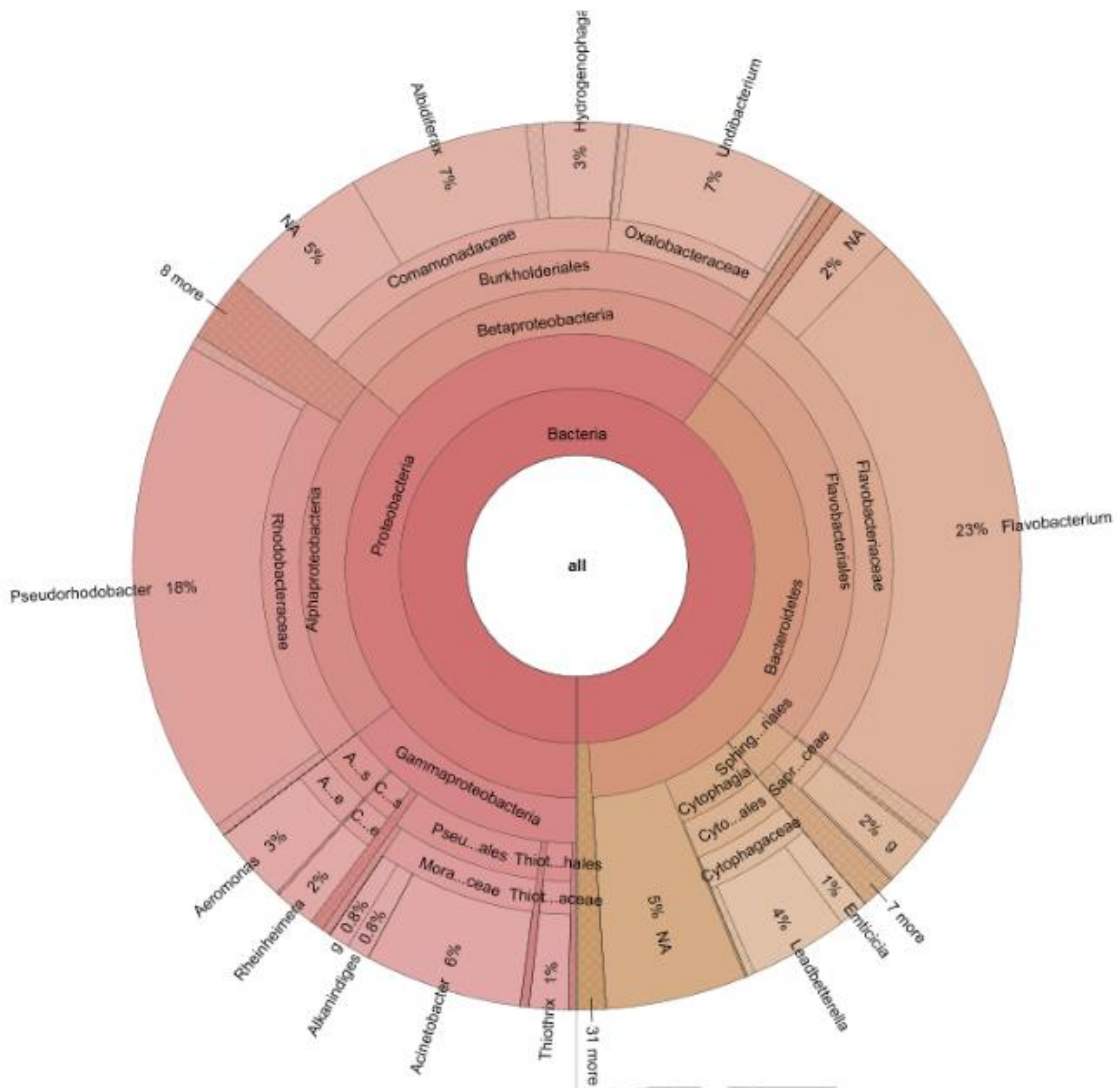 Hydrogenophaga
3%
Albidiferax
7%
Undibacterium
7%
NA
5%
2%
NA
8 more
Comamonadaceae
Oxalobacteraceae
Burkholderiales
Betaproteobacteria
Bacteria
Proteobacteria
all
Flavobacteriales
Flavobacteriaceae
23% Flavobacterium
Pseudorhodobacter 18%
Rhodobacteraceae
Alphaproteobacteria
Bacteroidetes
Gammaproteobacteria
A...s
A...e
C...s
C...e
Pseu...ales
Thiot...hales
Mora...ceae
Thiot...aceae
Cytophagia
Cyto...ales
Cytophagaceae
Sphing...riales
Sapr...ceae
2%
g
7 more
1%
Emticicia
4%
Leadbetterella
5%
NA
31 more
1%
Thiothrix
6%
Acinetobacter
0.8%
Alkanindiges
0.8%
g
2%
Rheinheimera
3%
Aeromonas